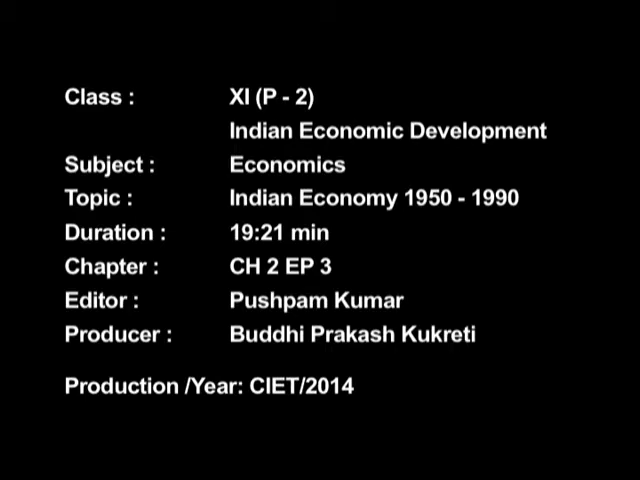 Class : XI (P - 2)
Indian Economic Development
Subject : Economics
Topic : Indian Economy 1950 - 1990
Duration : 19:21 min
Chapter : CH 2 EP 3
Editor : Pushpam Kumar
Producer : Buddhi Prakash Kukreti
Production /Year: CIET/2014